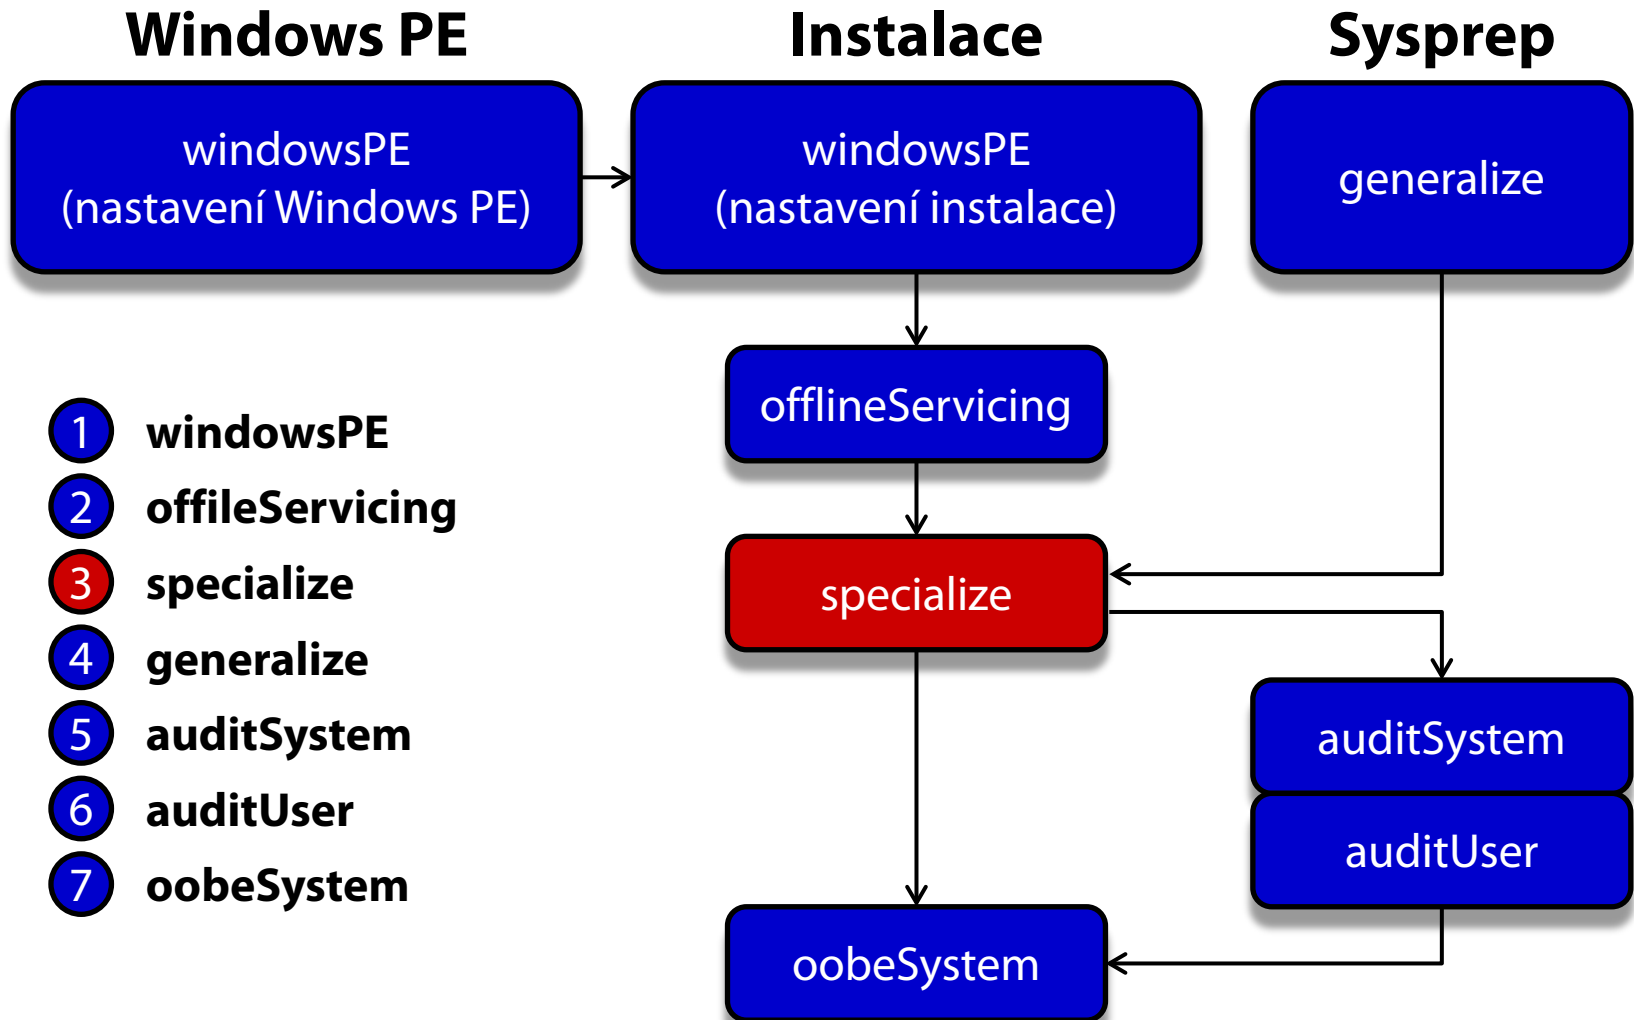 Windows PE
Instalace
Sysprep
windowsPE
(nastavení Windows PE)
windowsPE
(nastavení instalace)
generalize
offlineServicing
specialize
auditSystem
auditUser
oobeSystem
1 windowsPE
2 offileServicing
3 specialize
4 generalize
5 auditSystem
6 auditUser
7 oobeSystem